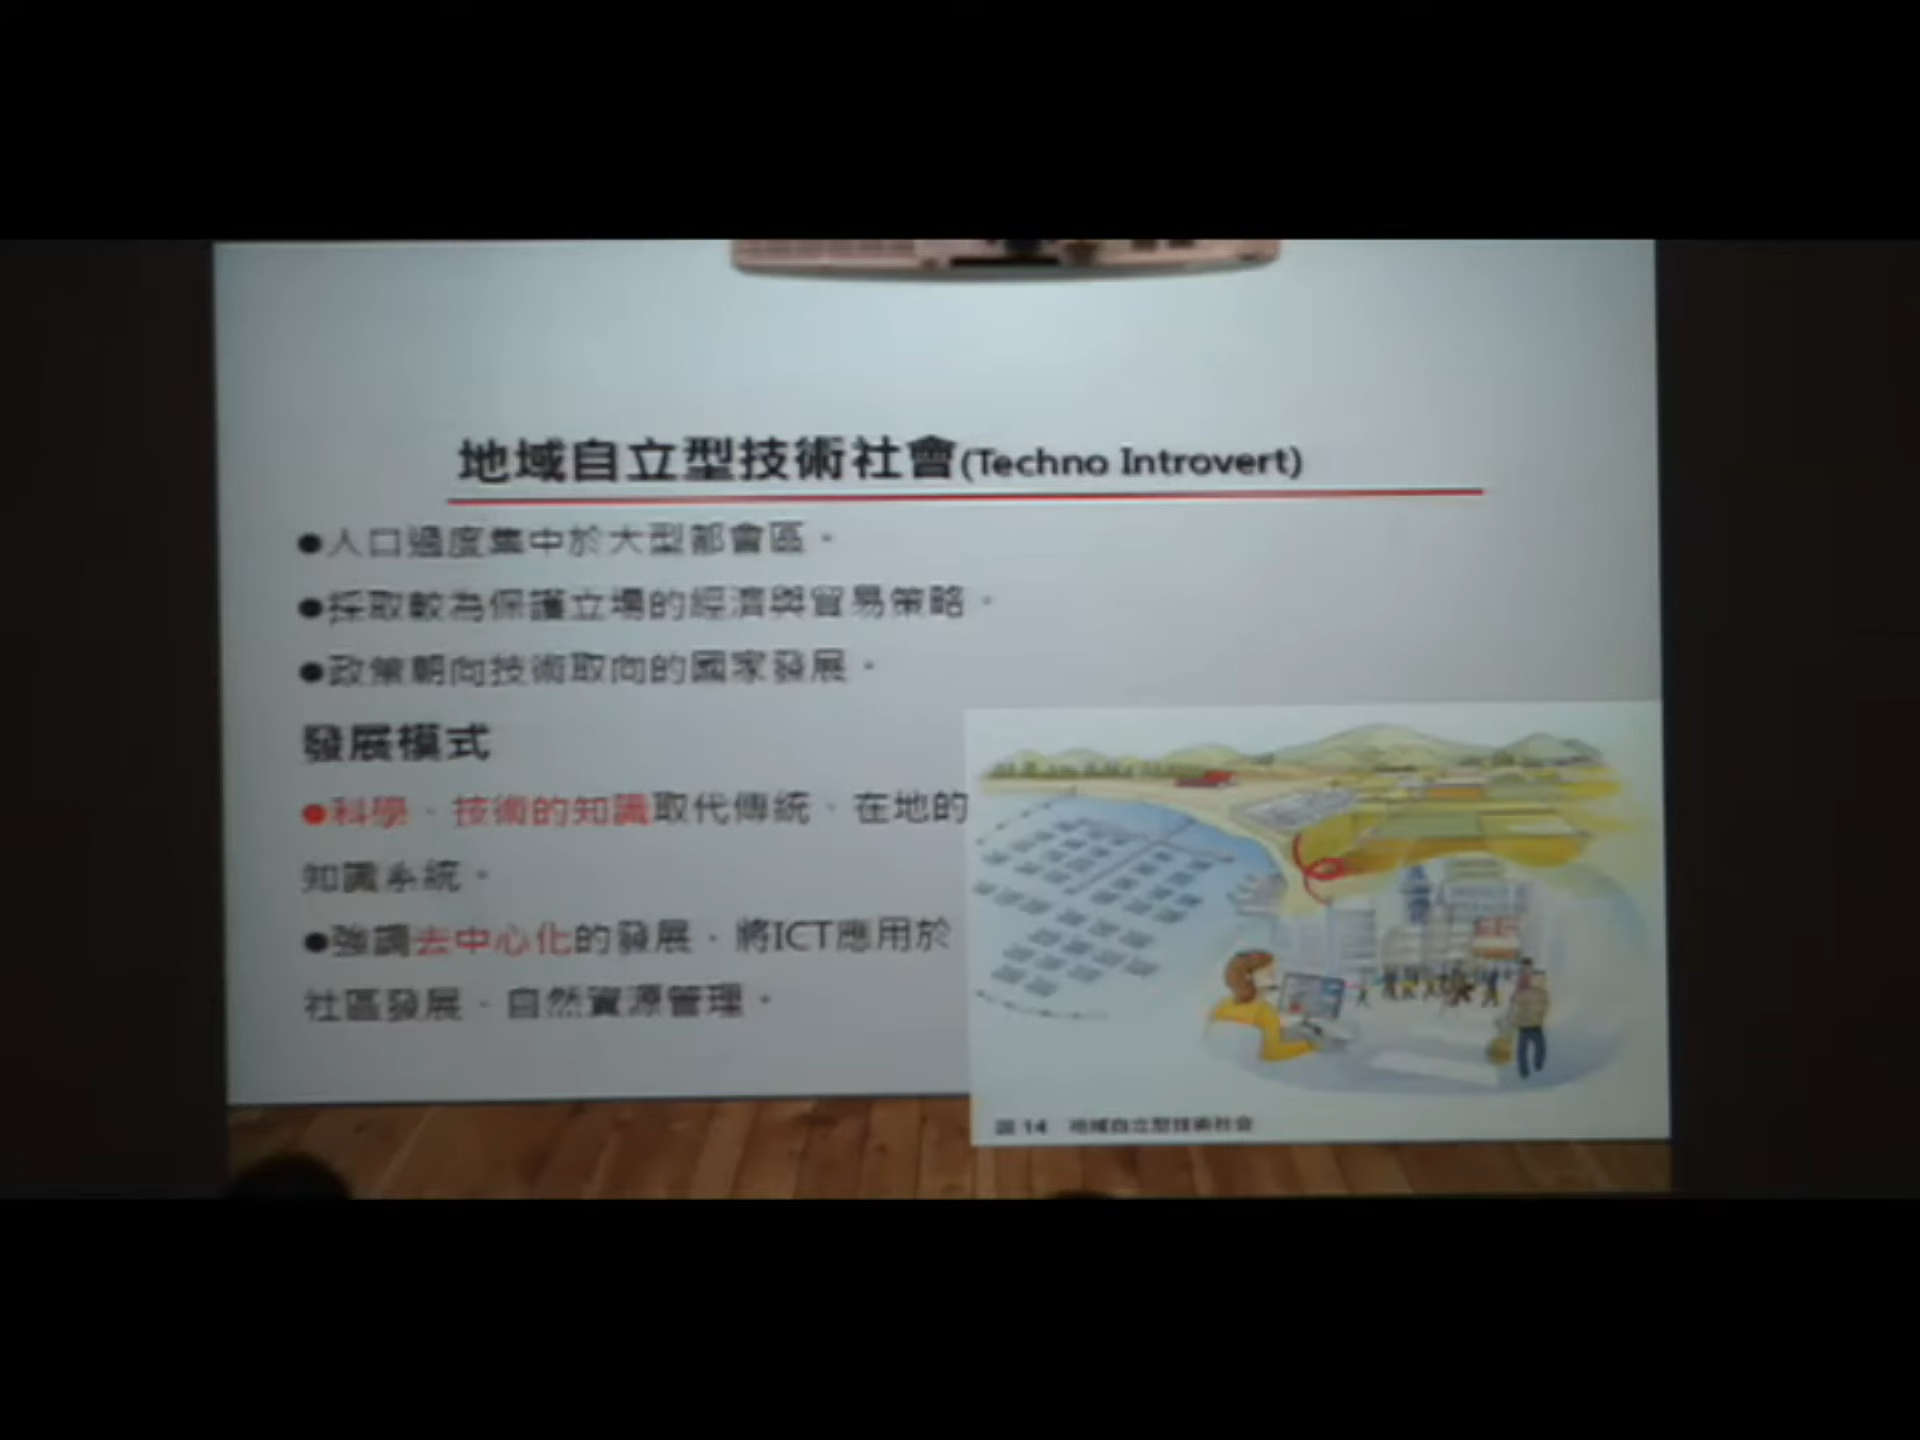 地域自立型技術社會(Techno Introvert)
●人口過度集中於大型都會區。
●採取較為保護立場的經濟與貿易策略。
●政策朝向技術取向的國家發展。
發展模式
●科學、技術的知識取代傳統、在地的
知識系統。
●強調去中心化的發展，將ICT應用於
社區發展、自然資源管理。
図 14 地域自立型技術社会